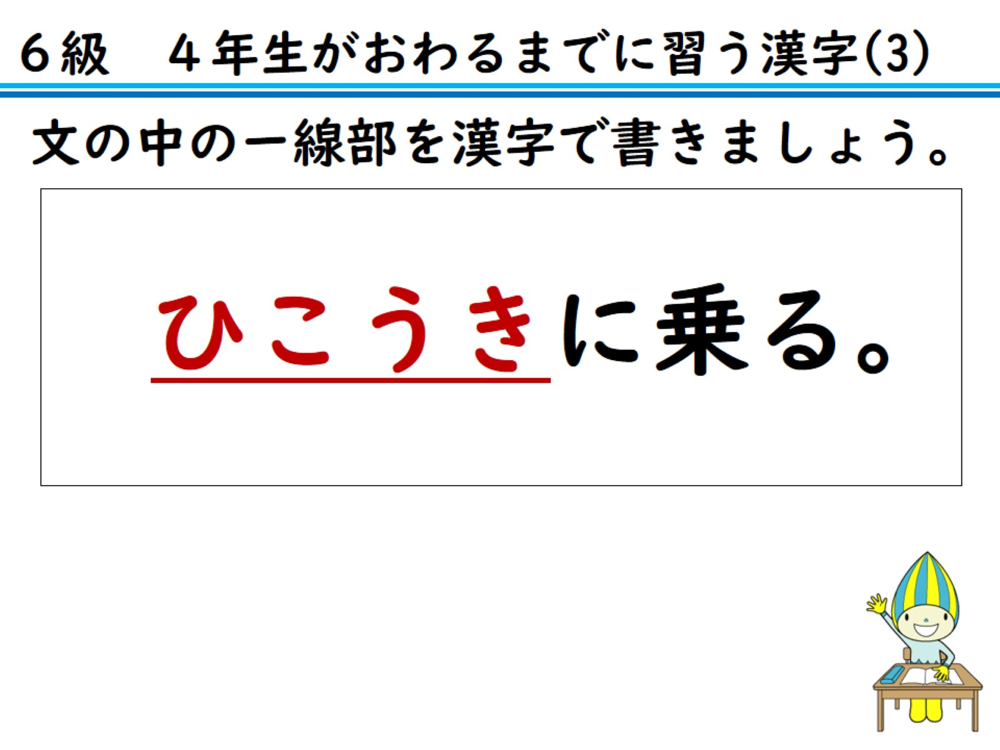 ６級　４年生がおわるまでに習う漢字(3)
文の中の―線部を漢字で書きましょう。
ひこうきに乗る。